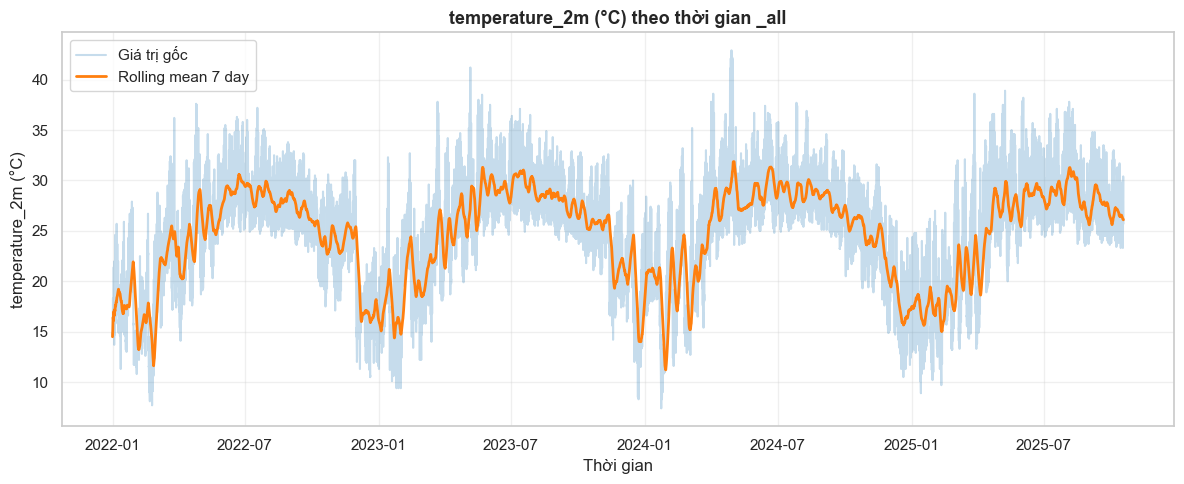 temperature_2m (°C) theo thời gian _all
Giá trị gốc
Rolling mean 7 day
temperature_2m (°C)
40
35
30
25
20
15
10
2022-01 2022-07 2023-01 2023-07 2024-01 2024-07 2025-01 2025-07
Thời gian